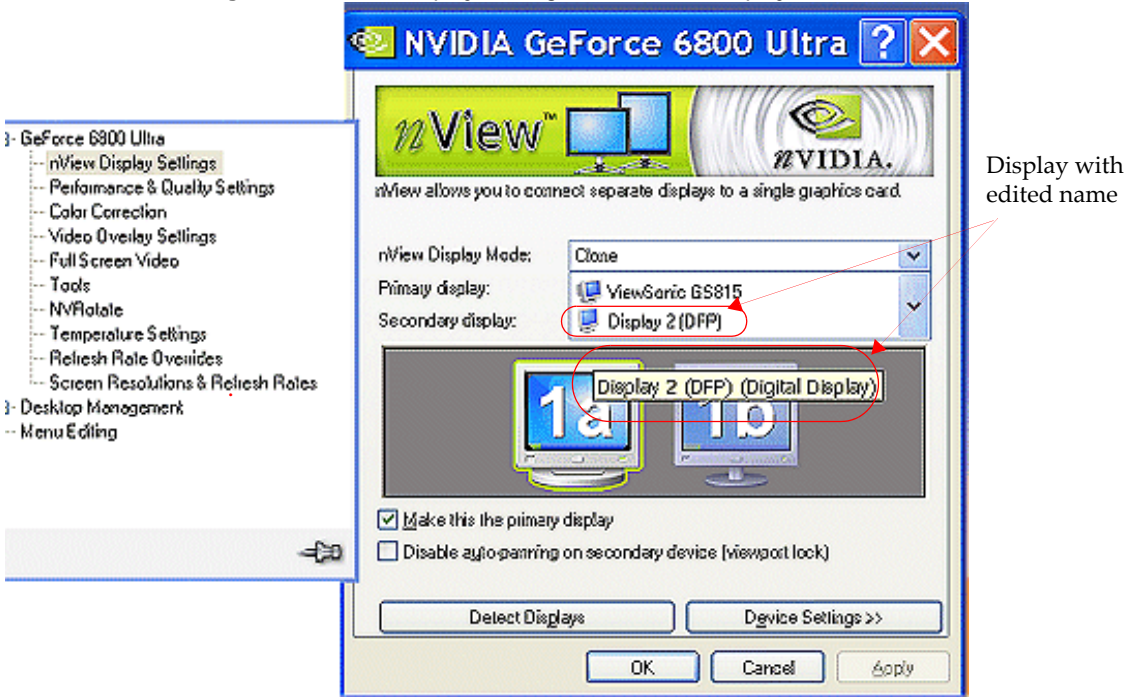 NVIDIA GeForce 6800 Ultra
nView™
NVIDIA.
nView allows you to connect separate displays to a single graphics card.
GeForce 6800 Ultra
nView Display Settings
Performance & Quality Settings
Color Correction
Video Overlay Settings
Full Screen Video
Tools
NVRotate
Temperature Settings
Refresh Rate Overrides
Screen Resolutions & Refresh Rates
Desktop Management
Menu Editing
nView Display Mode: Clone
Primary display: ViewSonic GS815
Secondary display: Display 2 (DFP)
Display 2 (DFP) (Digital Display)
1a 1b
Make this the primary display
Disable auto-panning on secondary device (viewport lock)
Detect Displays Device Settings >>
OK Cancel Apply
Display with
edited name